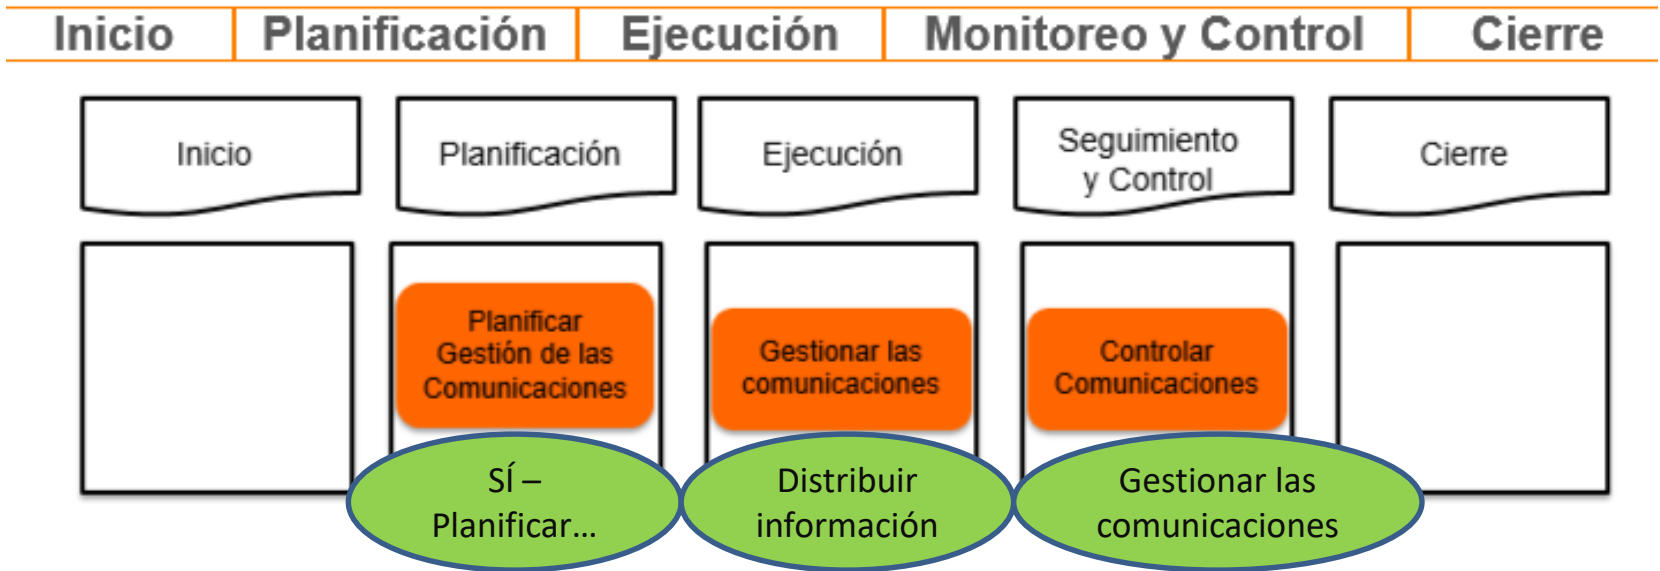 Inicio Planificación Ejecución Monitoreo y Control Cierre
Inicio
Planificación
Ejecución
Seguimiento
y Control
Cierre
Planificar
Gestión de las
Comunicaciones
Gestionar las
comunicaciones
Controlar
Comunicaciones
SÍ –
Planificar...
Distribuir
información
Gestionar las
comunicaciones